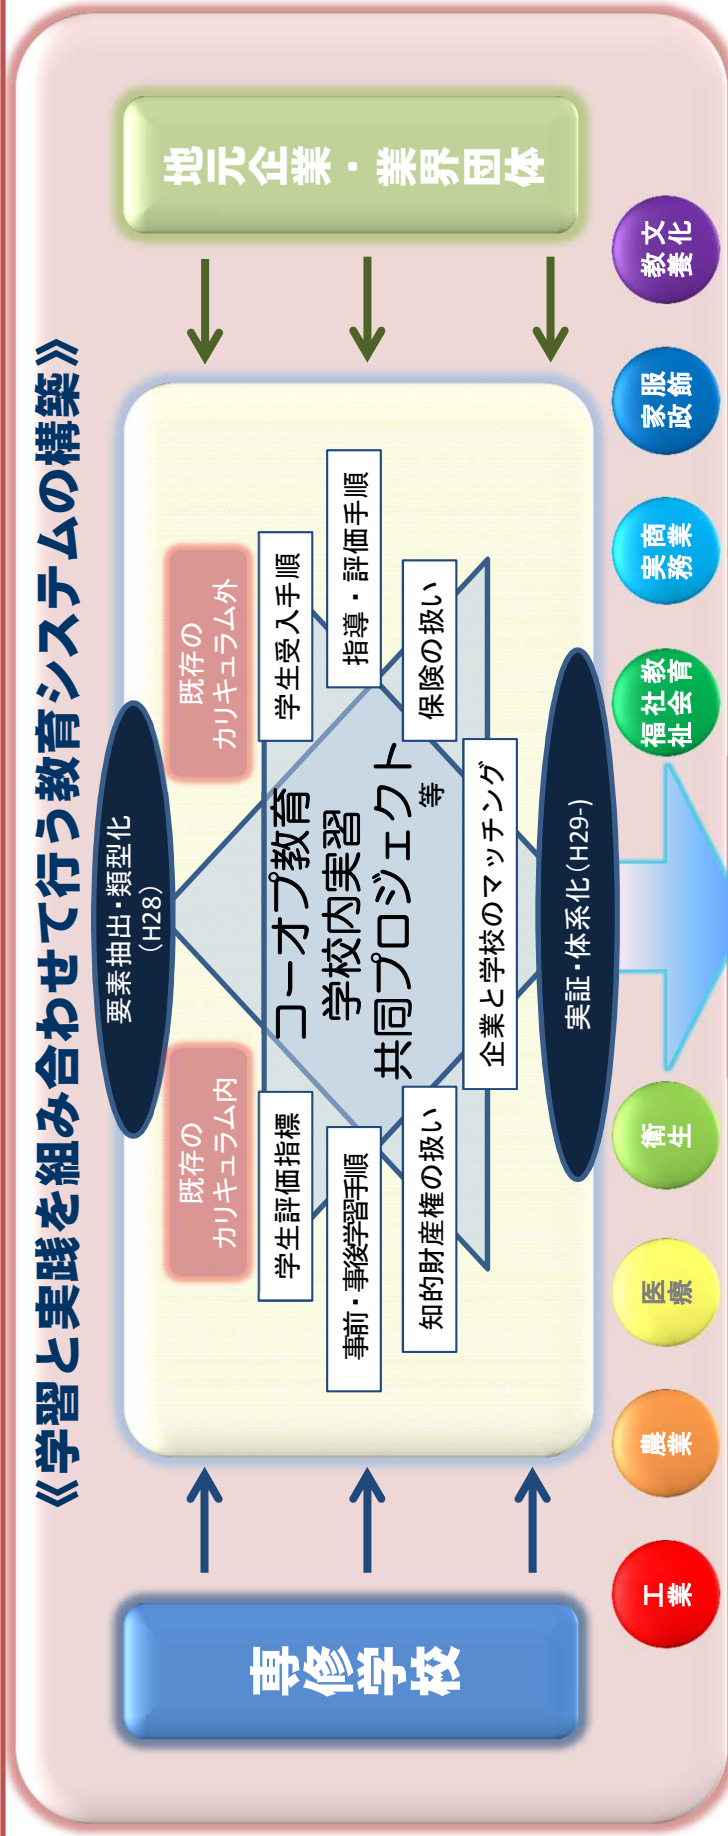 《学習と実践を組み合わせて行う教育システムの構築》
専修学校
地元企業・業界団体
要素抽出・類型化
（H28）
既存の
カリキュラム内
既存の
カリキュラム外
学生評価指標
学生受入手順
事前・事後学習手順
指導・評価手順
知的財産権の扱い
保険の扱い
コーオプ教育
学校内実習
共同プロジェクト
等
企業と学校のマッチング
実証・体系化（H29-)
工業
農業
医療
衛生
教育
社会
福祉
商業
実務
服飾
家政
文化
教養